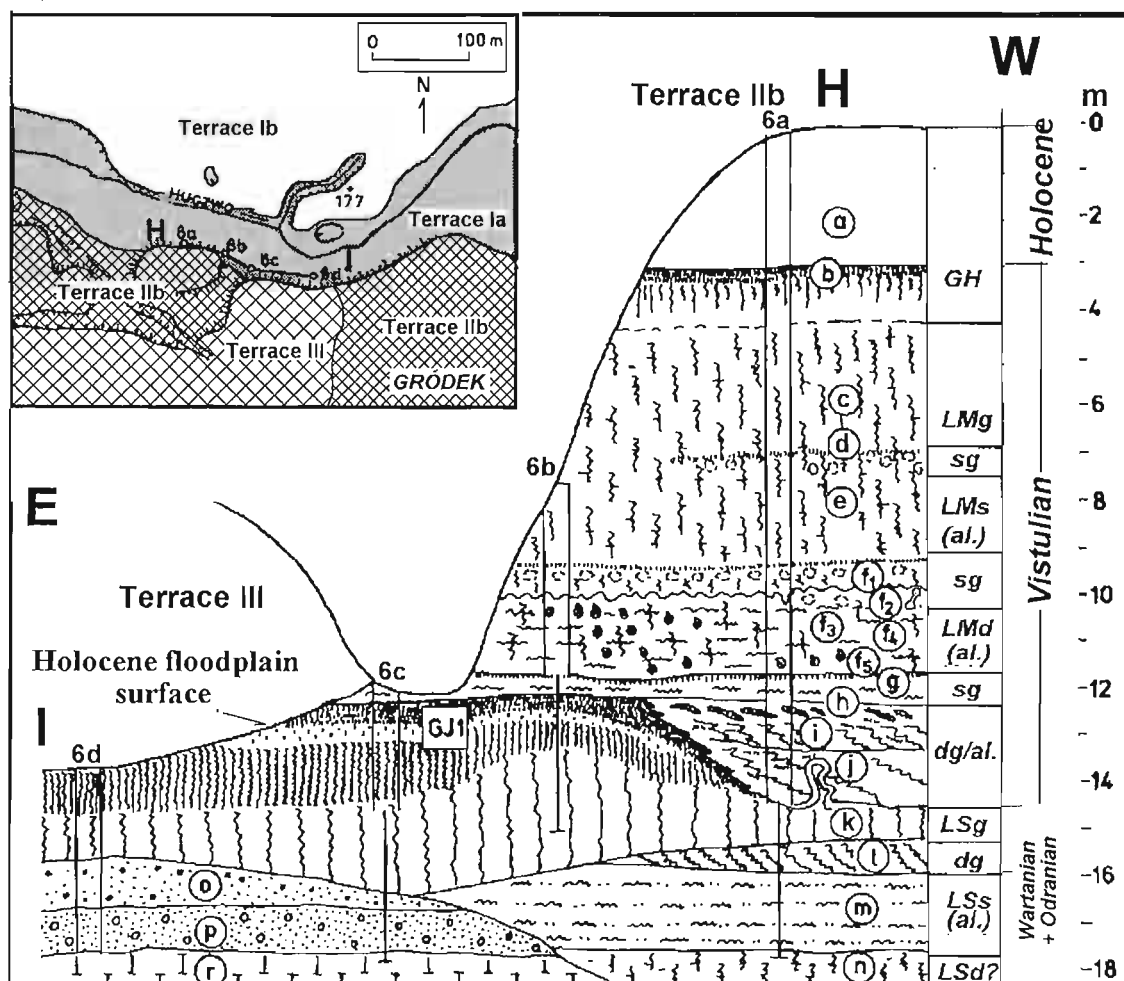 0 100 m
N
Terrace Ib
HUCZWA
177
H
6a
6b
6c
6d
I
Terrace Ia
Terrace IIb
Terrace III
Terrace IIb
GRÓDEK
W
H
Terrace IIb
6a
m
-0
-2
-4
-6
-8
-10
-12
-14
-16
-18
Holocene
Vistulian
Wartanian
+ Odranian
GH
LMg
sg
LMs
(al.)
sg
LMd
(al.)
sg
dg/al.
LSg
dg
LSs
(al.)
LSd?
a
b
c
d
e
f1
f2
f3
f4
f5
g
h
i
j
k
l
m
n
o
p
r
6b
E
Terrace III
Holocene floodplain
surface
6c
GJ1
I
6d